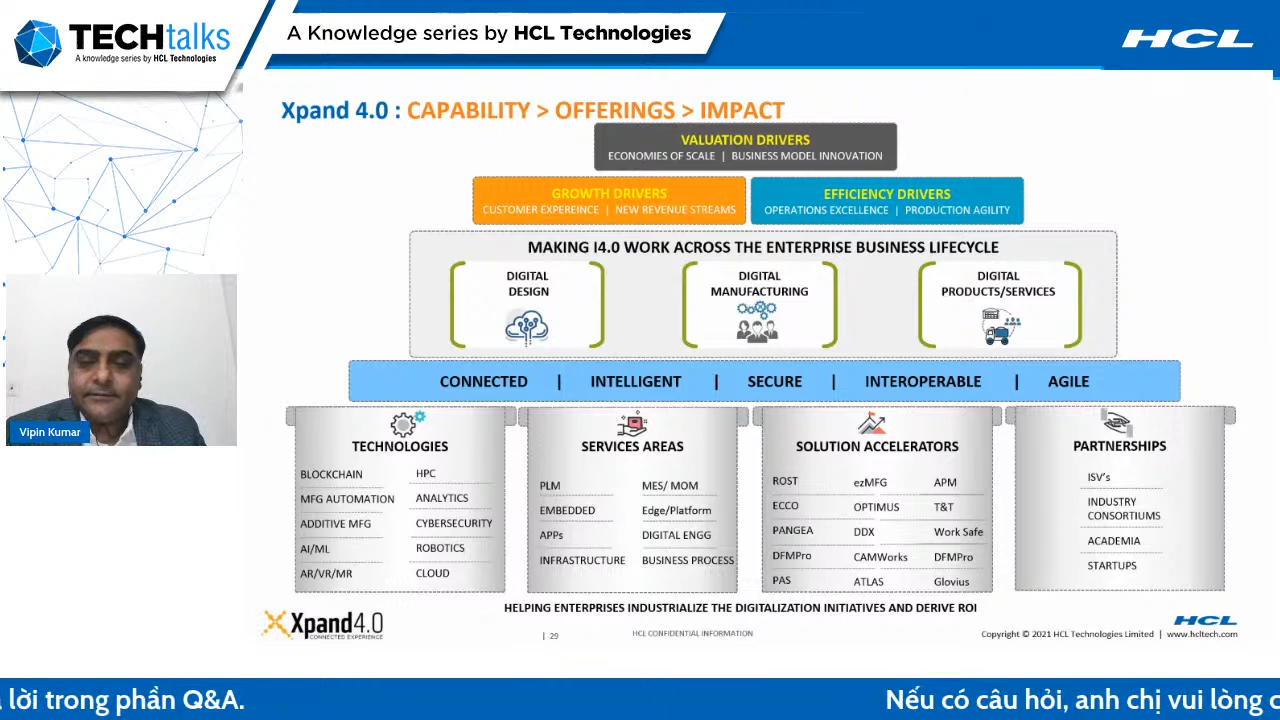 TECHtalks
A knowledge series by HCL Technologies
A Knowledge series by HCL Technologies
HCL
Xpand 4.0 : CAPABILITY > OFFERINGS > IMPACT
VALUATION DRIVERS
ECONOMIES OF SCALE | BUSINESS MODEL INNOVATION
GROWTH DRIVERS
CUSTOMER EXPEREINCE | NEW REVENUE STREAMS
EFFICIENCY DRIVERS
OPERATIONS EXCELLENCE | PRODUCTION AGILITY
MAKING I4.0 WORK ACROSS THE ENTERPRISE BUSINESS LIFECYCLE
DIGITAL
DESIGN
DIGITAL
MANUFACTURING
DIGITAL
PRODUCTS/SERVICES
CONNECTED | INTELLIGENT | SECURE | INTEROPERABLE | AGILE
TECHNOLOGIES
BLOCKCHAIN HPC
MFG AUTOMATION ANALYTICS
ADDITIVE MFG CYBERSECURITY
AI/ML ROBOTICS
AR/VR/MR CLOUD
SERVICES AREAS
PLM MES/ MOM
EMBEDDED Edge/Platform
APPs DIGITAL ENGG
INFRASTRUCTURE BUSINESS PROCESS
SOLUTION ACCELERATORS
ROST ezMFG APM
ECCO OPTIMUS T&T
PANGEA DDX Work Safe
DFMPro CAMWorks DFMPro
PAS ATLAS Glovius
PARTNERSHIPS
ISV's
INDUSTRY
CONSORTIUMS
ACADEMIA
STARTUPS
Vipin Kumar
HELPING ENTERPRISES INDUSTRIALIZE THE DIGITALIZATION INITIATIVES AND DERIVE ROI
Xpand4.0
CONNECTED EXPERIENCE
| 29
HCL CONFIDENTIAL INFORMATION
HCL
Copyright © 2021 HCL Technologies Limited | www.hcltech.com
lời trong phần Q&A.
Nếu có câu hỏi, anh chị vui lòng